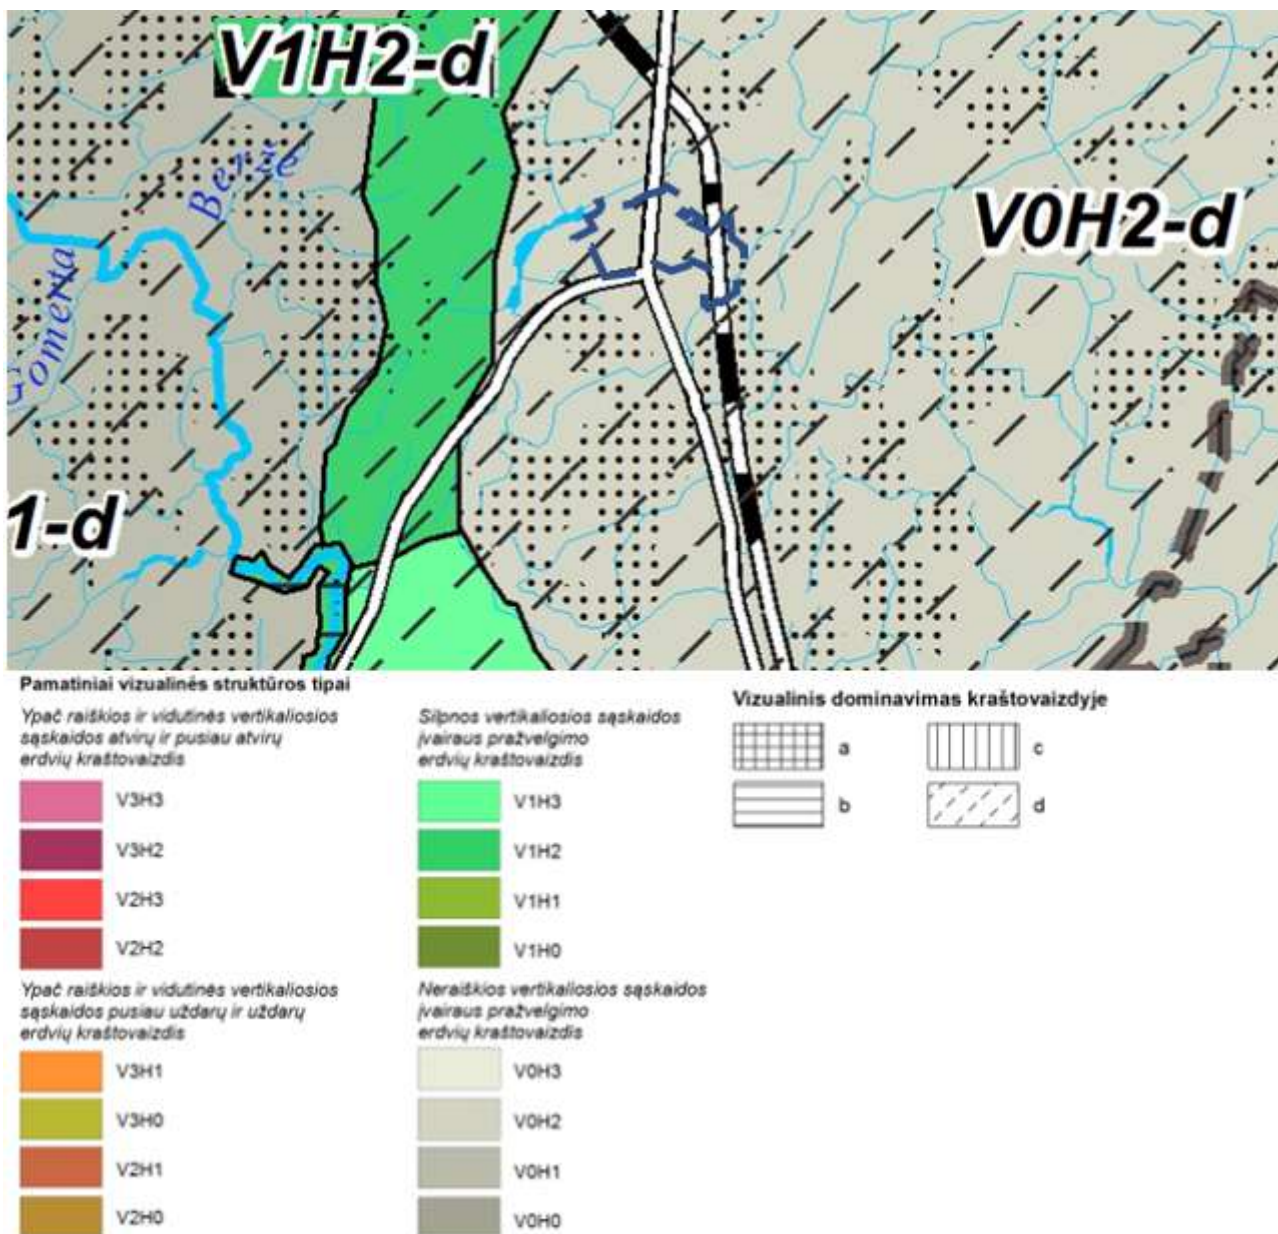 V1H2-d
Beržė
Gomerta
V0H2-d
1-d
Pamatiniai vizualinės struktūros tipai
Ypač raiškios ir vidutinės vertikaliosios
sąskaidos atvirų ir pusiau atvirų
erdvių kraštovaizdis
V3H3
V3H2
V2H3
V2H2
Ypač raiškios ir vidutinės vertikaliosios
sąskaidos pusiau uždarų ir uždarų
erdvių kraštovaizdis
V3H1
V3H0
V2H1
V2H0
Silpnos vertikaliosios sąskaidos
įvairaus pražvelgimo
erdvių kraštovaizdis
V1H3
V1H2
V1H1
V1H0
Neraiškios vertikaliosios sąskaidos
įvairaus pražvelgimo
erdvių kraštovaizdis
V0H3
V0H2
V0H1
V0H0
Vizualinis dominavimas kraštovaizdyje
a
b
c
d